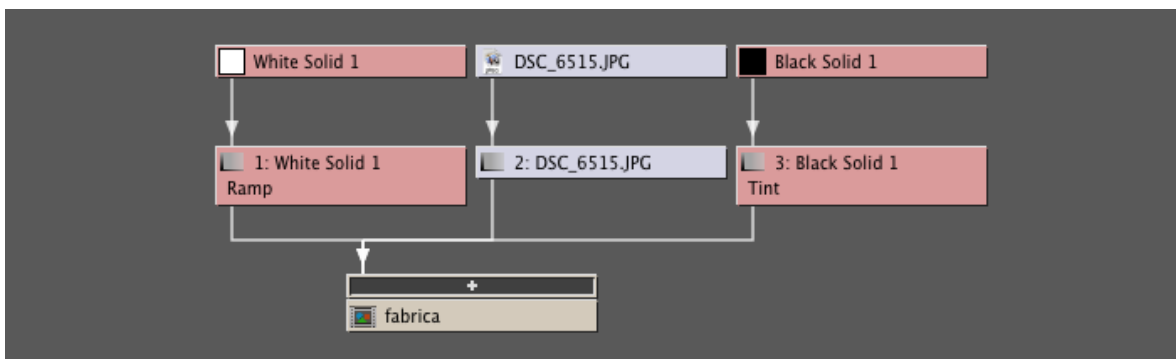 White Solid 1
DSC_6515.JPG
Black Solid 1
1: White Solid 1
Ramp
2: DSC_6515.JPG
3: Black Solid 1
Tint
+
fabrica